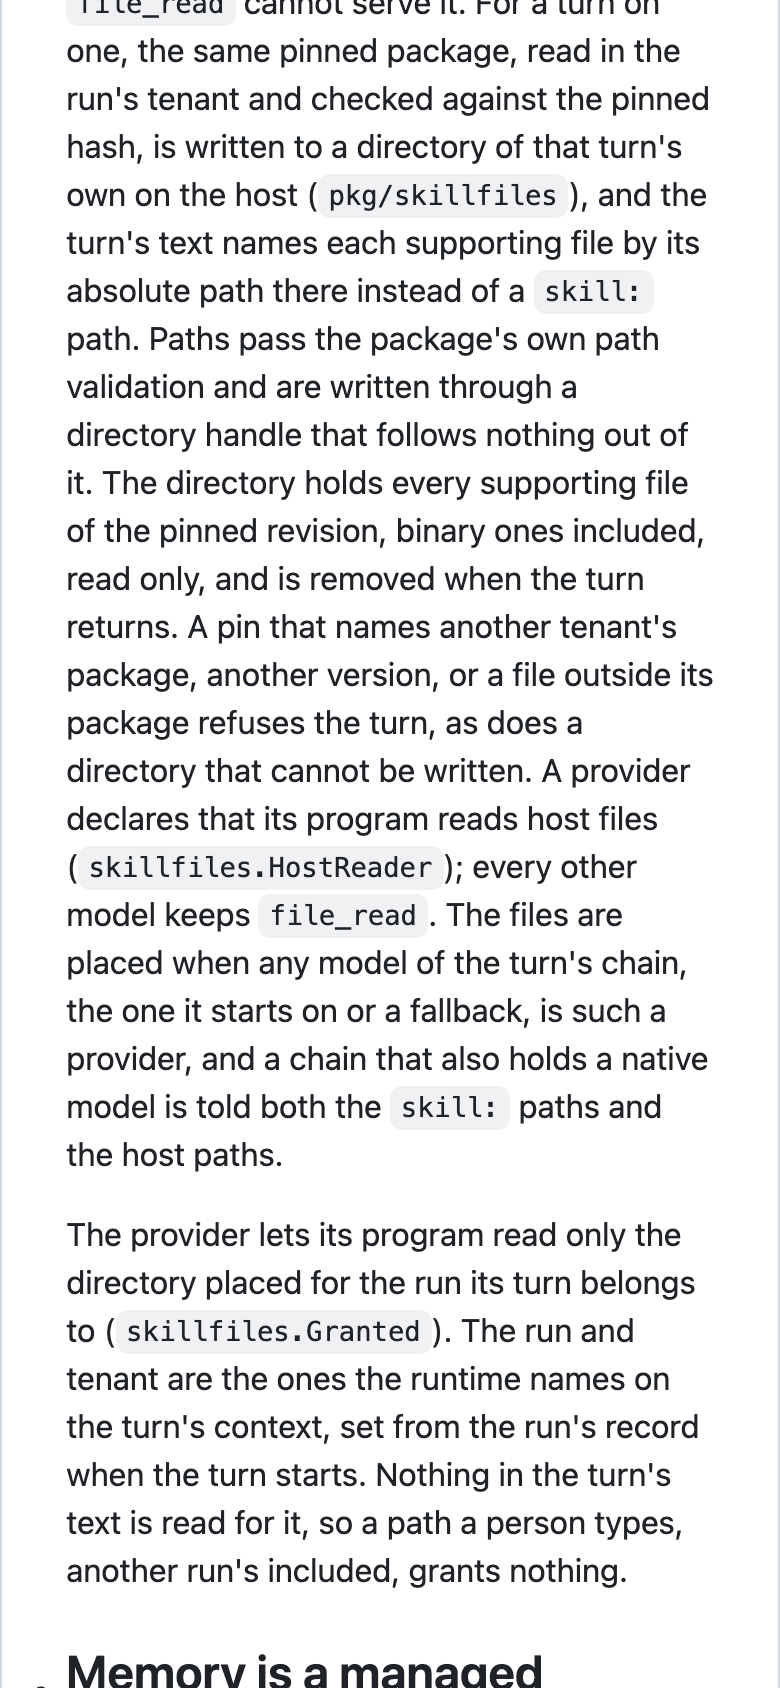 file_read cannot serve it. For a turn on
one, the same pinned package, read in the
run's tenant and checked against the pinned
hash, is written to a directory of that turn's
own on the host ( pkg/skillfiles ), and the
turn's text names each supporting file by its
absolute path there instead of a skill:
path. Paths pass the package's own path
validation and are written through a
directory handle that follows nothing out of
it. The directory holds every supporting file
of the pinned revision, binary ones included,
read only, and is removed when the turn
returns. A pin that names another tenant's
package, another version, or a file outside its
package refuses the turn, as does a
directory that cannot be written. A provider
declares that its program reads host files
( skillfiles.HostReader ); every other
model keeps file_read . The files are
placed when any model of the turn's chain,
the one it starts on or a fallback, is such a
provider, and a chain that also holds a native
model is told both the skill: paths and
the host paths.
The provider lets its program read only the
directory placed for the run its turn belongs
to ( skillfiles.Granted ). The run and
tenant are the ones the runtime names on
the turn's context, set from the run's record
when the turn starts. Nothing in the turn's
text is read for it, so a path a person types,
another run's included, grants nothing.
Memory is a managed